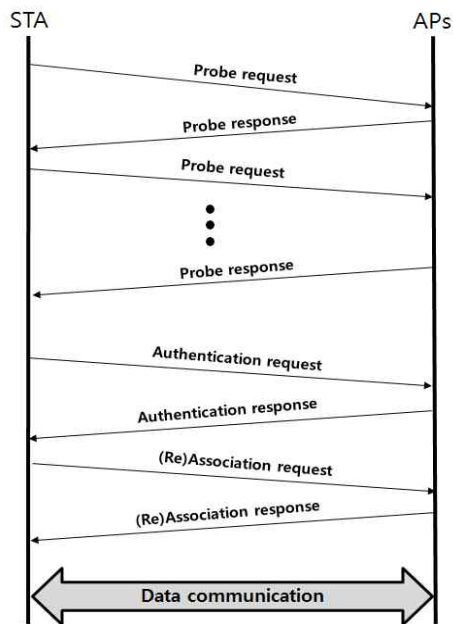 STA
APs
Probe request
Probe response
Probe request
Probe response
Authentication request
Authentication response
(Re)Association request
(Re)Association response
Data communication